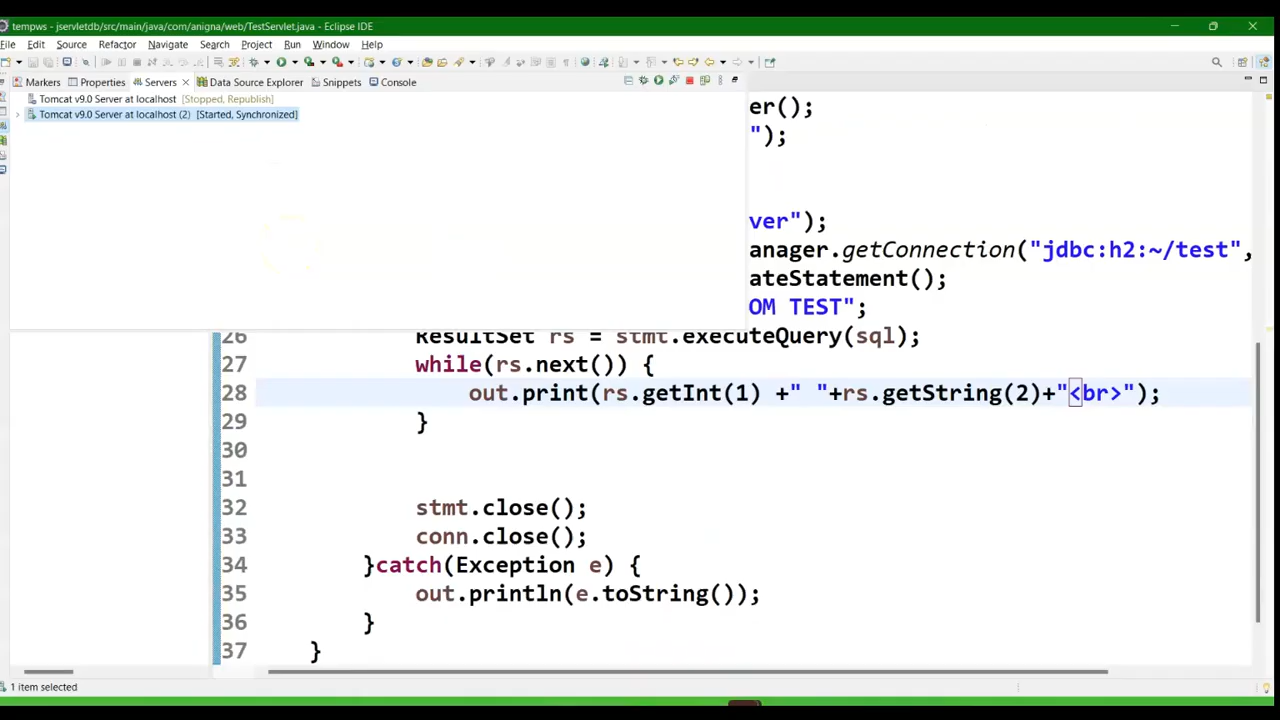 tempws - jservletdb/src/main/java/com/anigna/web/TestServlet.java - Eclipse IDE
File Edit Source Refactor Navigate Search Project Run Window Help
Markers Properties Servers Data Source Explorer Snippets Console
Tomcat v9.0 Server at localhost [Stopped, Republish]
Tomcat v9.0 Server at localhost (2) [Started, Synchronized]
er();
");
ver");
anager.getConnection("jdbc:h2:~/test",
ateStatement();
OM TEST";
26 ResultSet rs = stmt.executeQuery(sql);
27 while(rs.next()) {
28 out.print(rs.getInt(1) +" "+rs.getString(2)+"<br>");
29 }
30
31
32 stmt.close();
33 conn.close();
34 }catch(Exception e) {
35 out.println(e.toString());
36 }
37 }
1 item selected